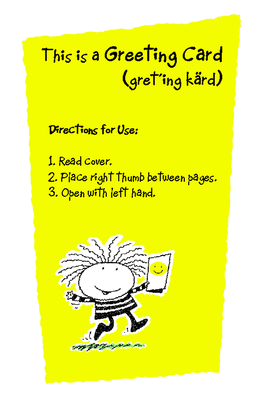 This is a Greeting Card
(gret'ing kärd)
Directions for Use:
1. Read cover.
2. Place right thumb between pages.
3. Open with left hand.